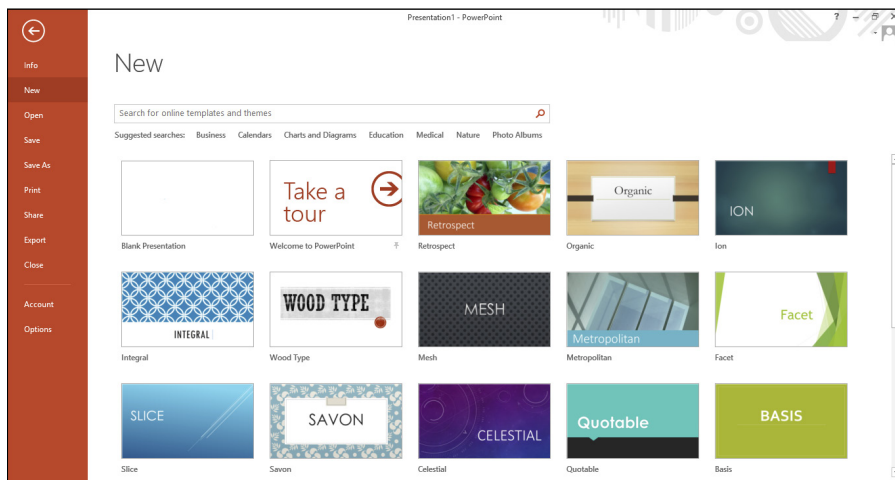 Presentation1 - PowerPoint
?
Info
New
Open
Save
Save As
Print
Share
Export
Close
Account
Options
New
Search for online templates and themes
Suggested searches: Business Calendars Charts and Diagrams Education Medical Nature Photo Albums
Take a
tour
Retrospect
Organic
ION
Blank Presentation Welcome to PowerPoint Retrospect Organic Ion
INTEGRAL
WOOD TYPE
MESH
Metropolitan
Facet
Integral Wood Type Mesh Metropolitan Facet
SLICE
SAVON
CELESTIAL
Quotable
BASIS
Slice Savon Celestial Quotable Basis